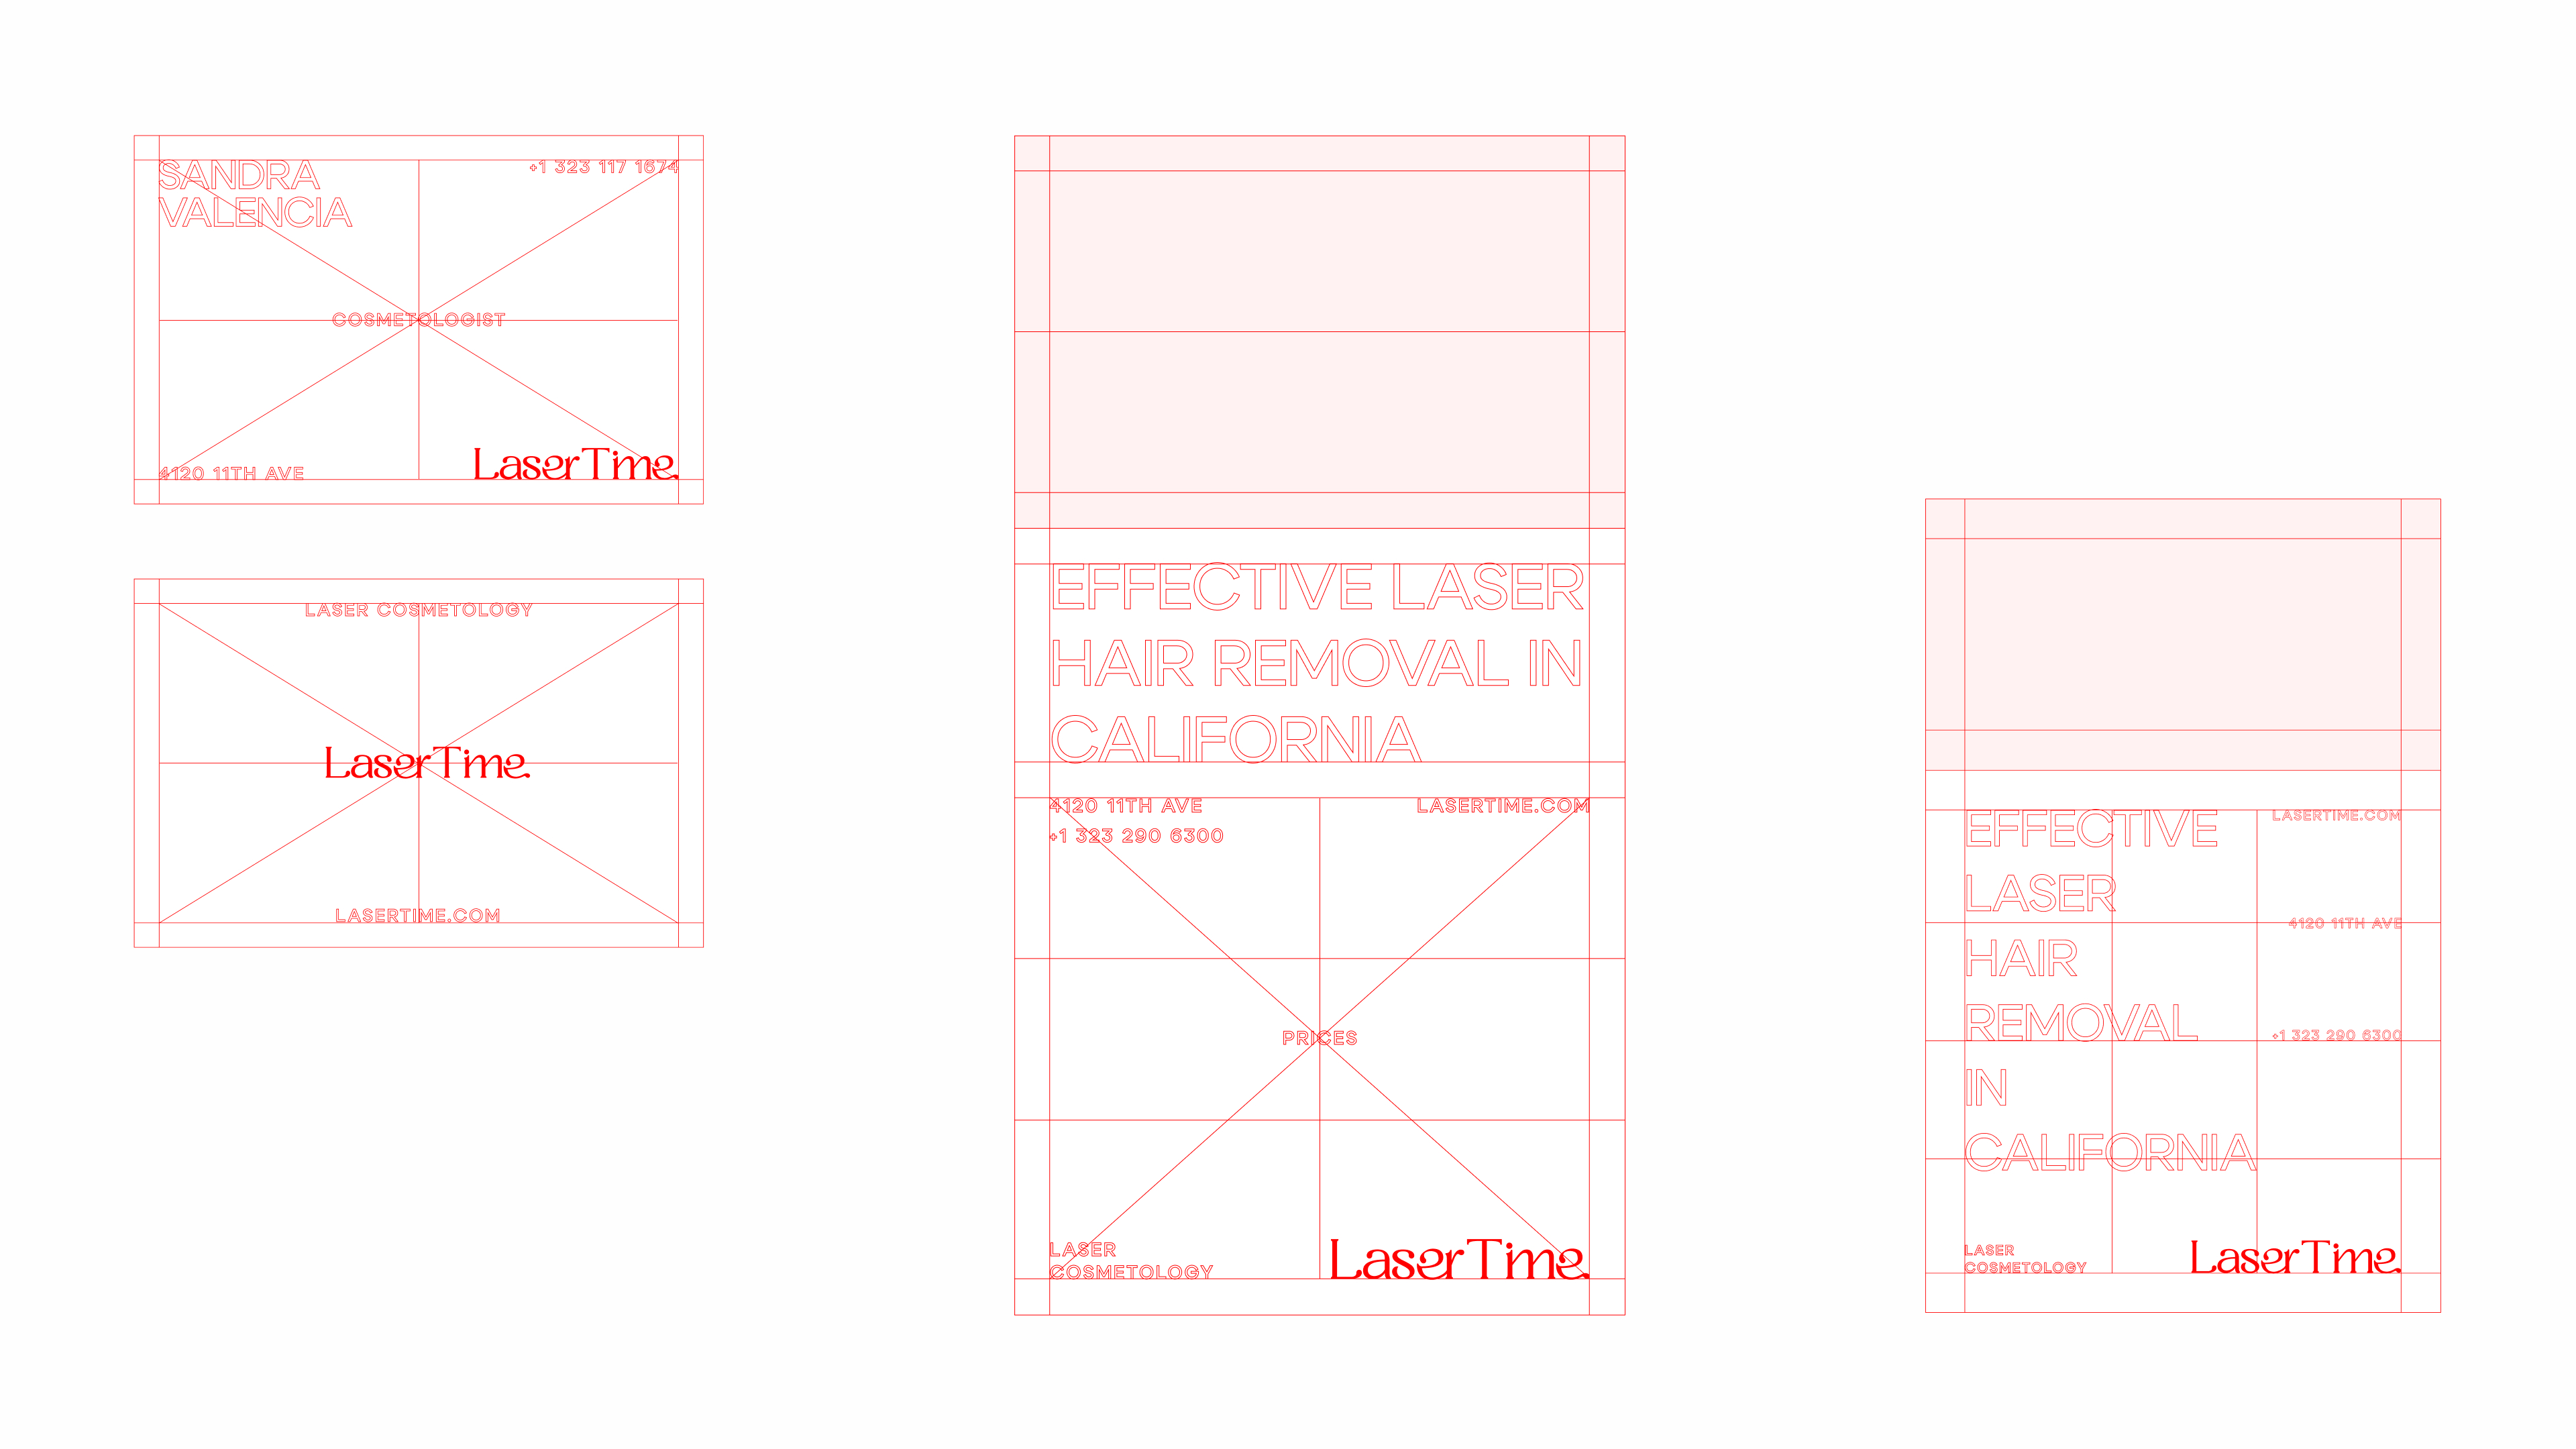 SANDRA
VALENCIA
+1 323 117 1674
COSMETOLOGIST
4120 11TH AVE
LaserTime
LASER COSMETOLOGY
LaserTime
LASERTIME.COM
EFFECTIVE LASER
HAIR REMOVAL IN
CALIFORNIA
4120 11TH AVE
+1 323 290 6300
LASERTIME.COM
PRICES
LASER
COSMETOLOGY
LaserTime
EFFECTIVE
LASER
HAIR
REMOVAL
IN
CALIFORNIA
LASERTIME.COM
4120 11TH AVE
+1 323 290 6300
LASER
COSMETOLOGY
LaserTime